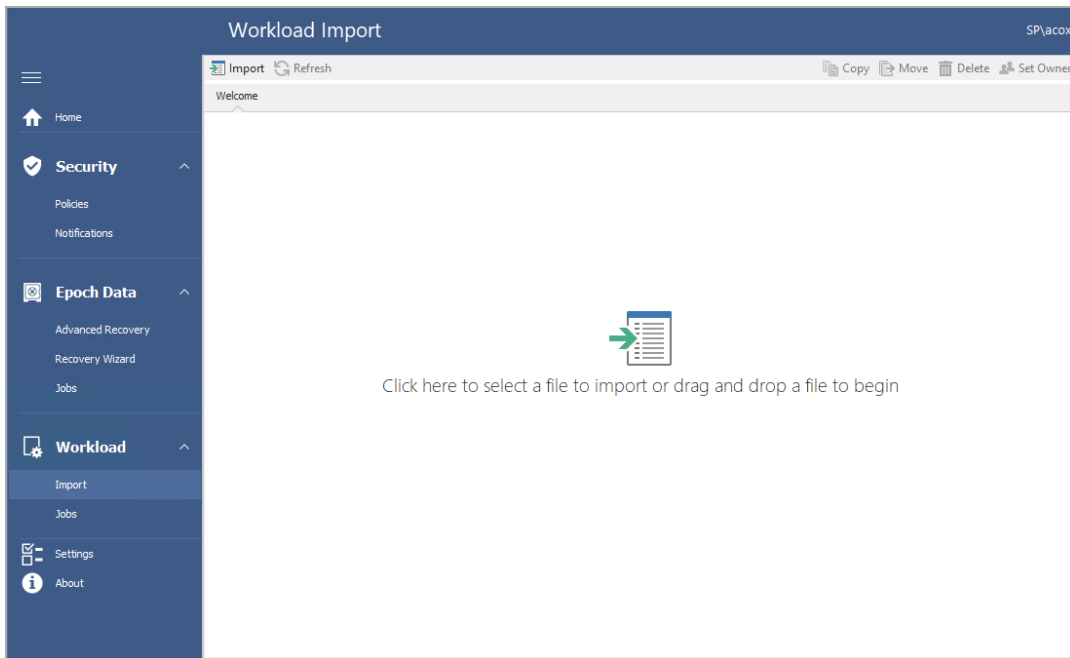 Workload Import
SP\acox
Import Refresh Copy Move Delete Set Owner
Welcome
Home
Security
Policies
Notifications
Epoch Data
Advanced Recovery
Recovery Wizard
Jobs
Click here to select a file to import or drag and drop a file to begin
Workload
Import
Jobs
Settings
About